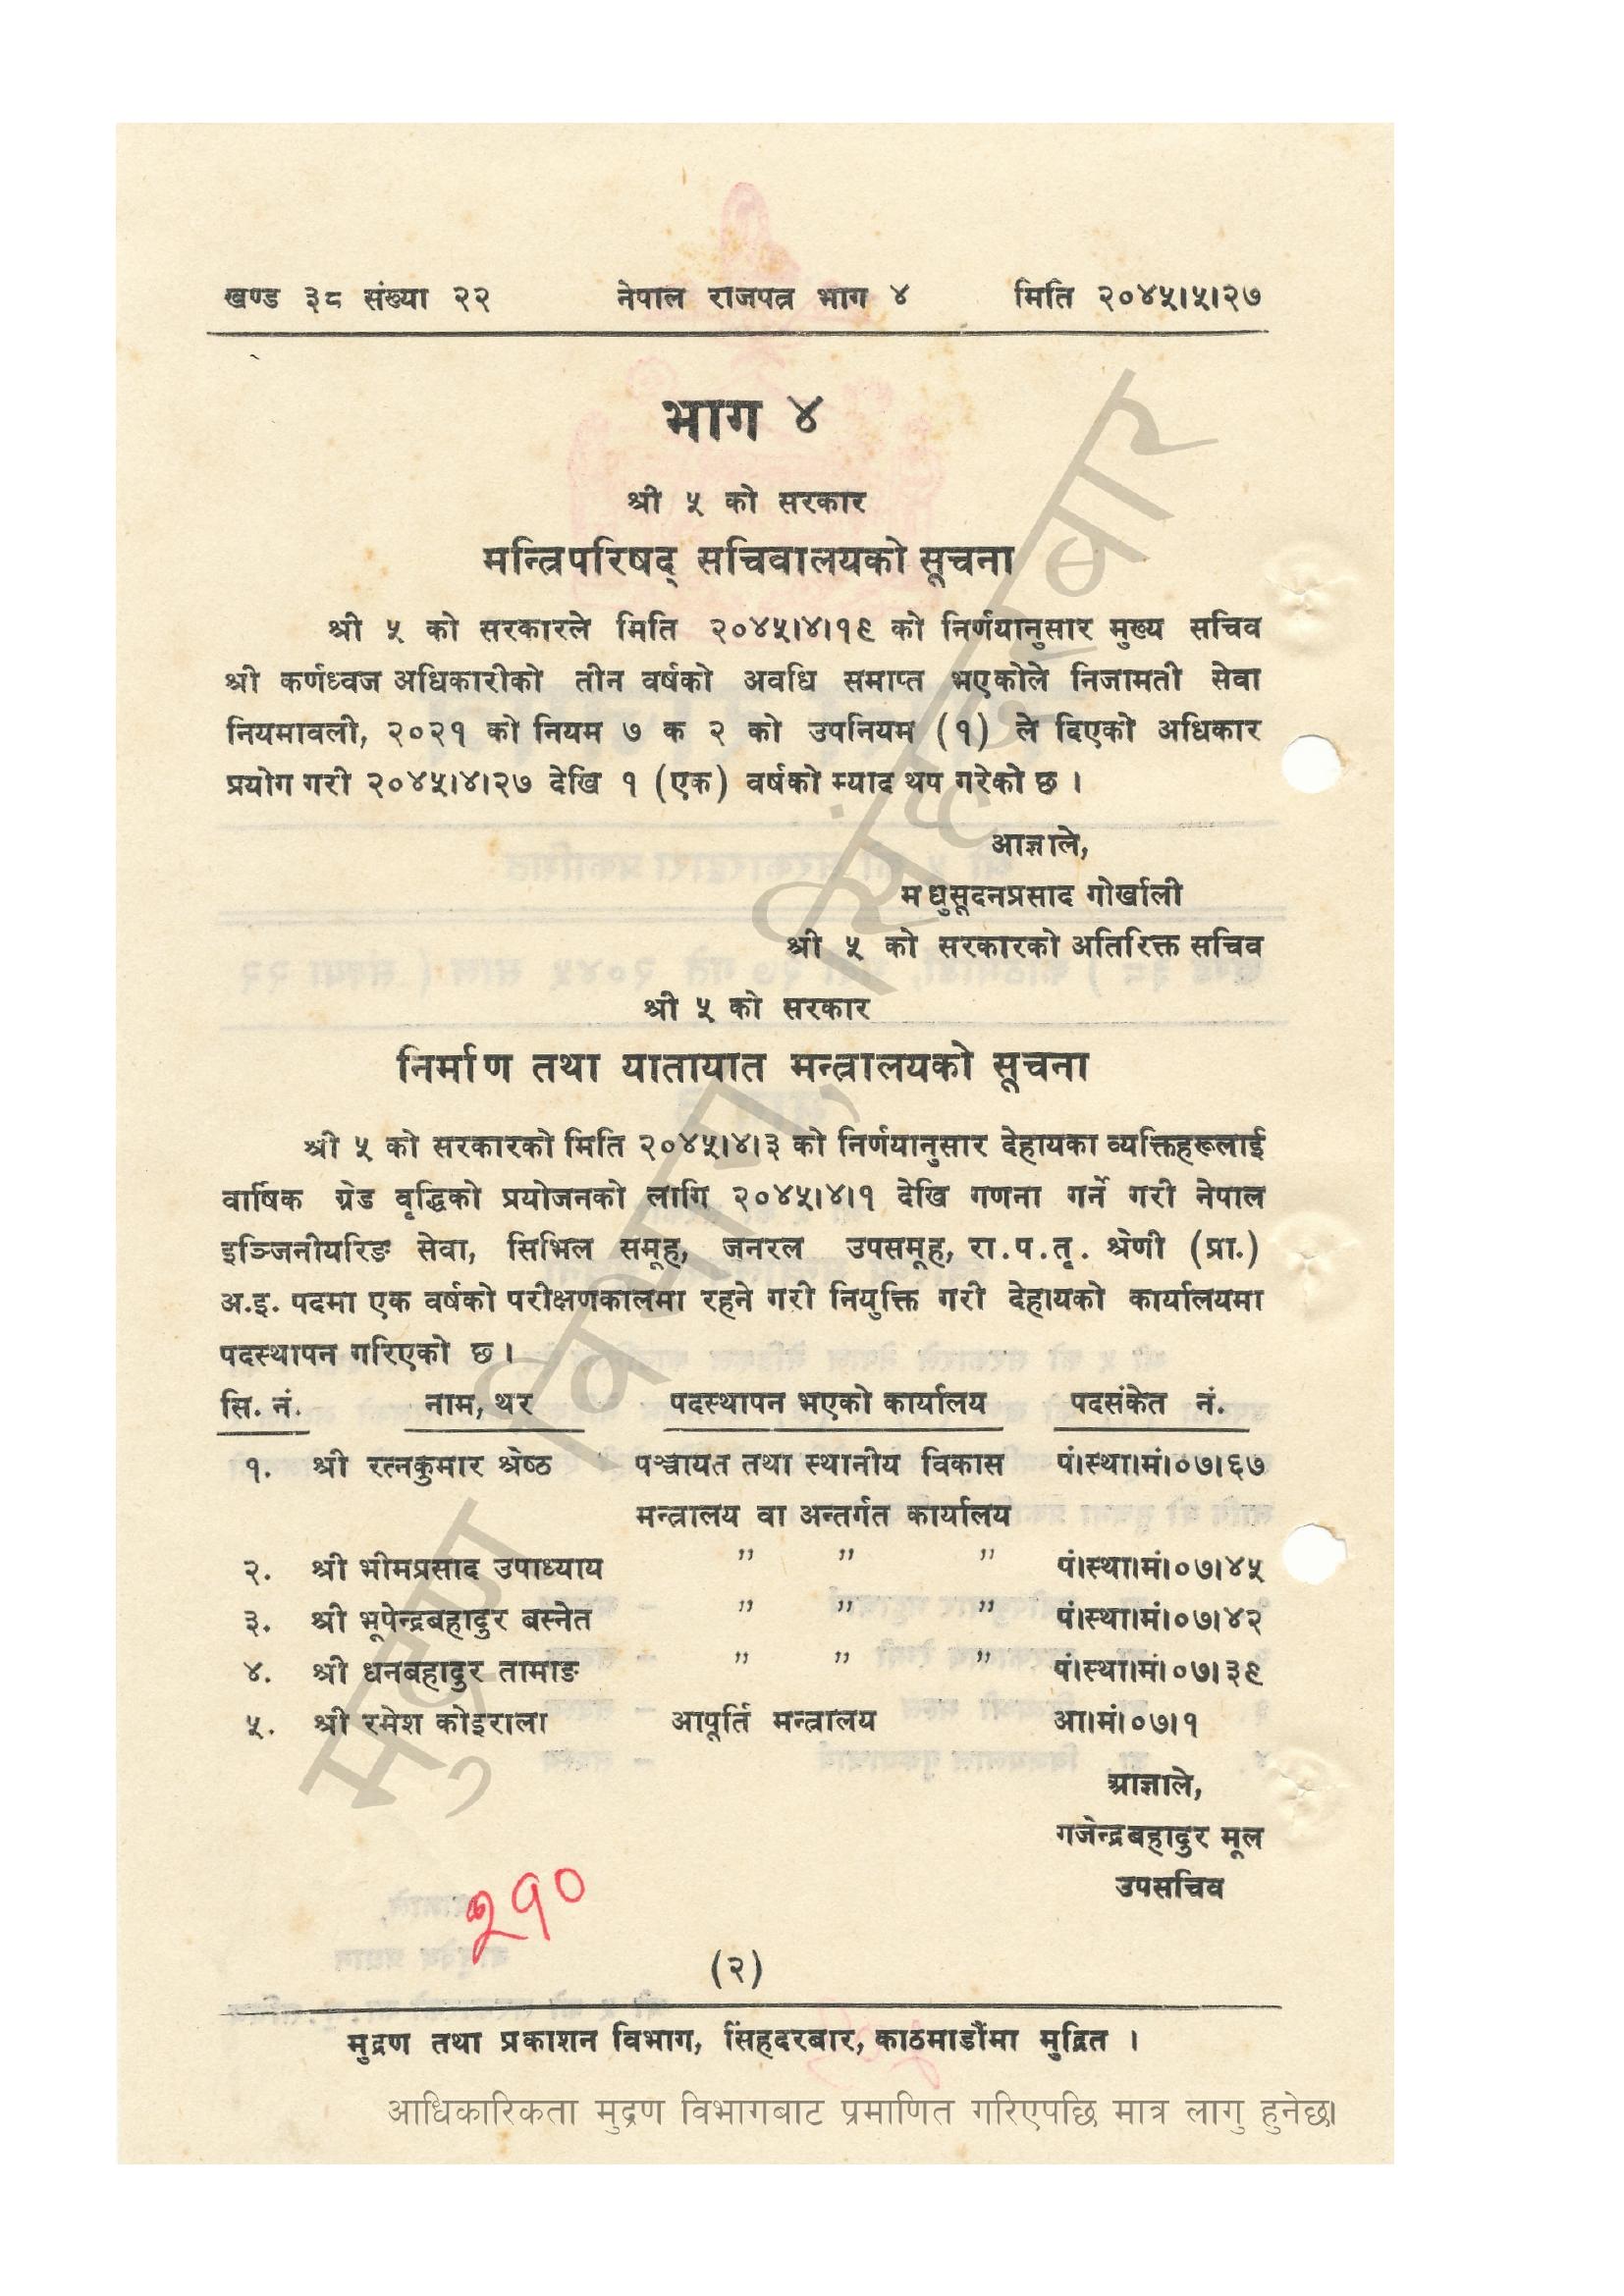 खण्ड ३८ संख्या २२ नेपाल राजपत्र भाग ४ मिति २०४५।५।२७
भाग ४
श्री ५ को सरकार
मन्त्रिपरिषद् सचिवालयको सूचना
श्री ५ को सरकारले मिति २०४५।४।१९ को निर्णयानुसार मुख्य सचिव
श्री कर्णध्वज अधिकारीको तीन वर्षको अवधि समाप्त भएकोले निजामती सेवा
नियमावली, २०२१ को नियम ७ क २ को उपनियम (१) ले दिएको अधिकार
प्रयोग गरी २०४५।४।२७ देखि १ (एक) वर्षको म्याद थप गरेको छ ।
आज्ञाले,
मधुसूदनप्रसाद गोर्खाली
श्री ५ को सरकारको अतिरिक्त सचिव
श्री ५ को सरकार
निर्माण तथा यातायात मन्त्रालयको सूचना
श्री ५ को सरकारको मिति २०४५।४।३ को निर्णयानुसार देहायका व्यक्तिहरूलाई
वार्षिक ग्रेड वृद्धिको प्रयोजनको लागि २०४५।४।१ देखि गणना गर्ने गरी नेपाल
इञ्जिनीयरिङ सेवा, सिभिल समूह, जनरल उपसमूह, रा.प.तृ. श्रेणी (प्रा.)
अ.इ. पदमा एक वर्षको परीक्षणकालमा रहने गरी नियुक्ति गरी देहायको कार्यालयमा
पदस्थापन गरिएको छ ।
सि. नं. नाम, थर पदस्थापन भएको कार्यालय पदसंकेत नं.
१. श्री रत्नकुमार श्रेष्ठ पञ्चायत तथा स्थानीय विकास पं।स्था।मं।०७।६७
मन्त्रालय वा अन्तर्गत कार्यालय
२. श्री भीमप्रसाद उपाध्याय " " " पं।स्था।मं।०७।४५
३. श्री भूपेन्द्रबहादुर बस्नेत " " " पं।स्था।मं।०७।४२
४. श्री धनबहादुर तामाङ " " " पं।स्था।मं।०७।३९
५. श्री रमेश कोइराला आपूर्ति मन्त्रालय आ।मं।०७।१
आज्ञाले,
गजेन्द्रबहादुर मूल
उपसचिव
२१०
(२)
मुद्रण तथा प्रकाशन विभाग, सिंहदरबार, काठमाडौंमा मुद्रित ।
आधिकारिकता मुद्रण विभागबाट प्रमाणित गरिएपछि मात्र लागु हुनेछ।
मुद्रण विभाग, सिंहदरबार